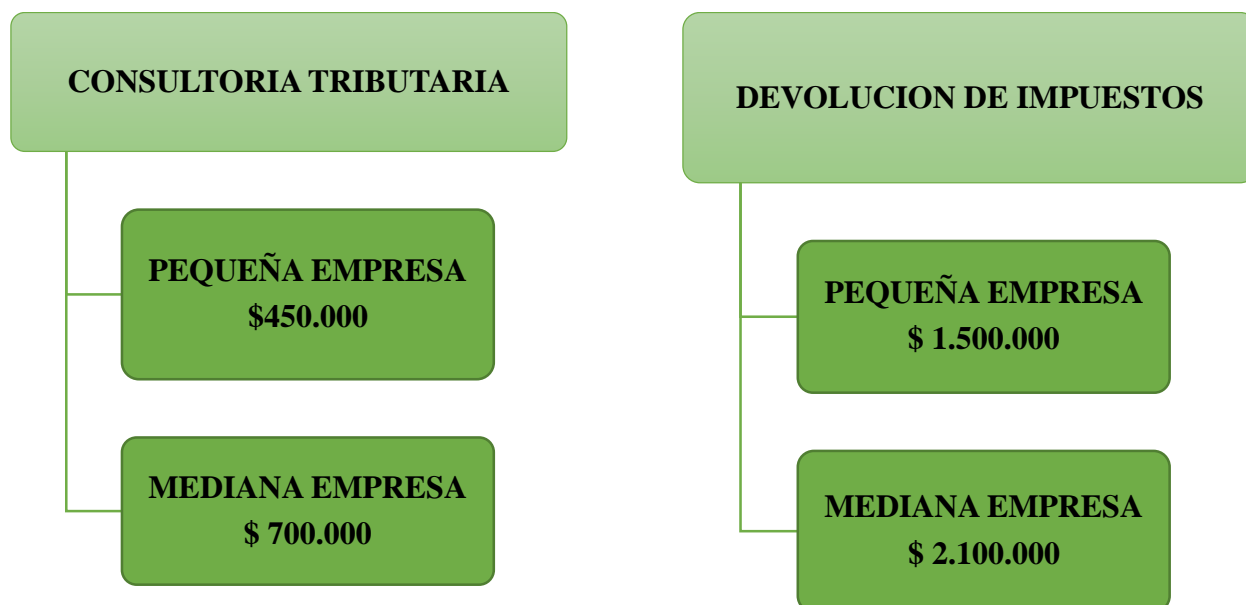 CONSULTORIA TRIBUTARIA
PEQUEÑA EMPRESA
$450.000
MEDIANA EMPRESA
$ 700.000
DEVOLUCION DE IMPUESTOS
PEQUEÑA EMPRESA
$ 1.500.000
MEDIANA EMPRESA
$ 2.100.000